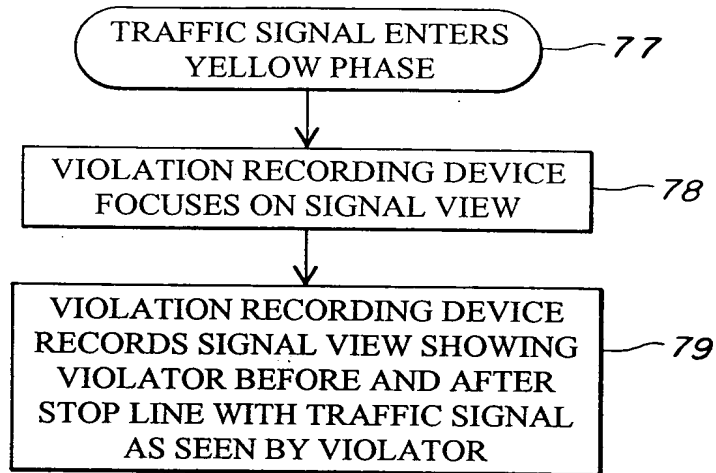 TRAFFIC SIGNAL ENTERS
YELLOW PHASE
77
VIOLATION RECORDING DEVICE
FOCUSES ON SIGNAL VIEW
78
VIOLATION RECORDING DEVICE
RECORDS SIGNAL VIEW SHOWING
VIOLATOR BEFORE AND AFTER
STOP LINE WITH TRAFFIC SIGNAL
AS SEEN BY VIOLATOR
79